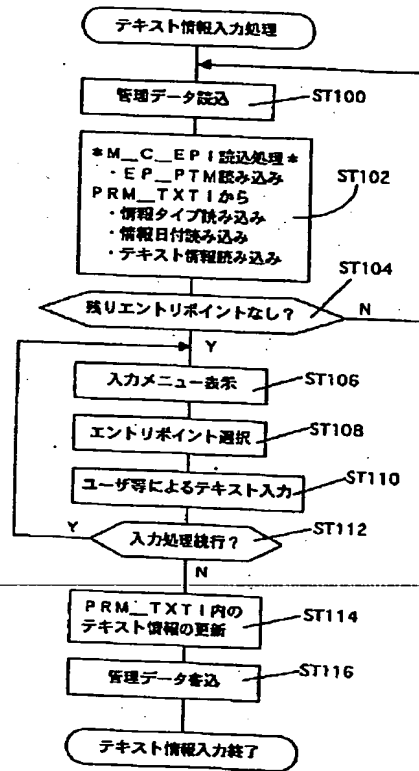 テキスト情報入力処理
管理データ読込
ST100
*M_C_EPI読込処理*
・EP_PTM読み込み
PRM_TXTIから
・情報タイプ読み込み
・情報日付読み込み
・テキスト情報読み込み
ST102
残りエントリポイントなし?
ST104
N
Y
入力メニュー表示
ST106
エントリポイント選択
ST108
ユーザ等によるテキスト入力
ST110
Y
入力処理続行?
ST112
N
PRM_TXTI内の
テキスト情報の更新
ST114
管理データ書込
ST116
テキスト情報入力終了